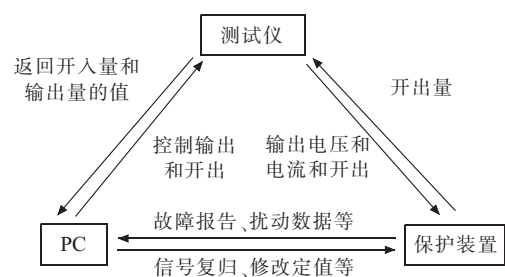 测试仪
返回开入量和
输出量的值
开出量
控制输出
和开出
输出电压和
电流和开出
故障报告、扰动数据等
PC
保护装置
信号复归、修改定值等